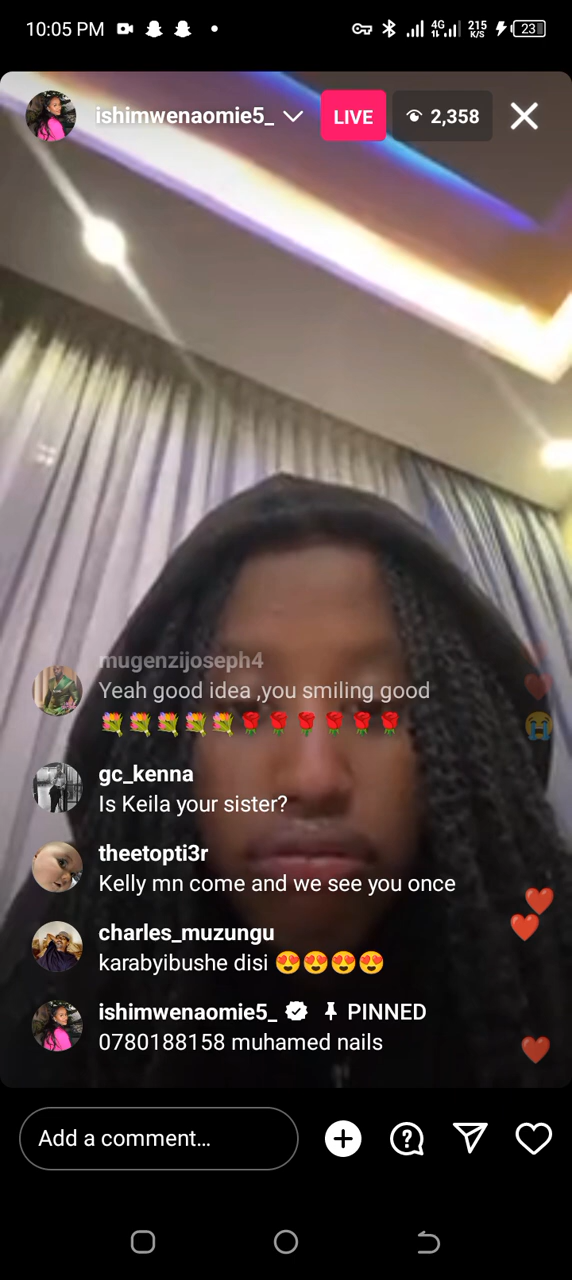 10:05 PM
4G
215
K/S
23
ishimwenaomie5_
LIVE
2,358
mugenzijoseph4
Yeah good idea ,you smiling good
💐💐💐💐💐🌹🌹🌹🌹🌹🌹
gc_kenna
Is Keila your sister?
theetopti3r
Kelly mn come and we see you once
charles_muzungu
karabyibushe disi 😍😍😍😍
ishimwenaomie5_ PINNED
0780188158 muhamed nails
Add a comment...